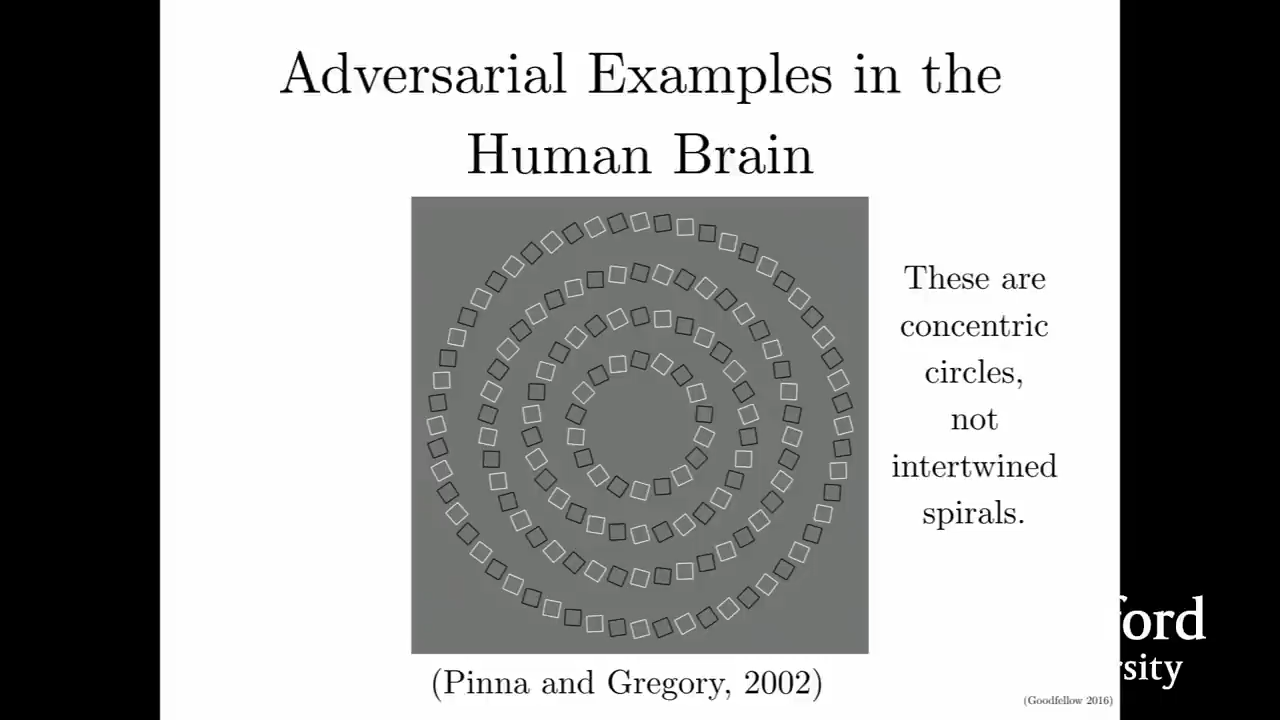 Adversarial Examples in the
Human Brain
These are
concentric
circles,
not
intertwined
spirals.
(Pinna and Gregory, 2002)
(Goodfellow 2016)